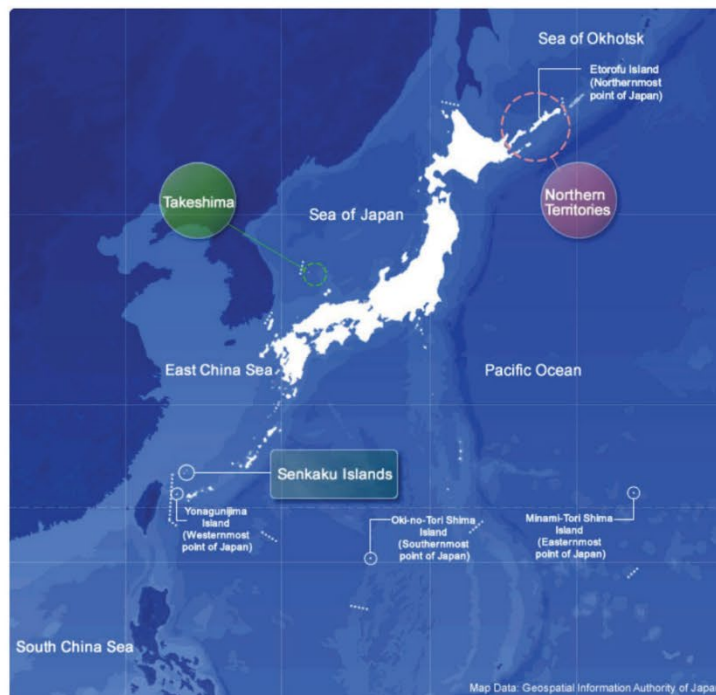 Sea of Okhotsk
Etorofu Island
(Northernmost
point of Japan)
Takeshima
Northern
Territories
Sea of Japan
East China Sea
Pacific Ocean
Senkaku Islands
Yonagunijima
Island
(Westernmost
point of Japan)
Oki-no-Tori Shima
Island
(Southernmost
point of Japan)
Minami-Tori Shima
Island
(Easternmost
point of Japan)
South China Sea
Map Data: Geospatial Information Authority of Japa